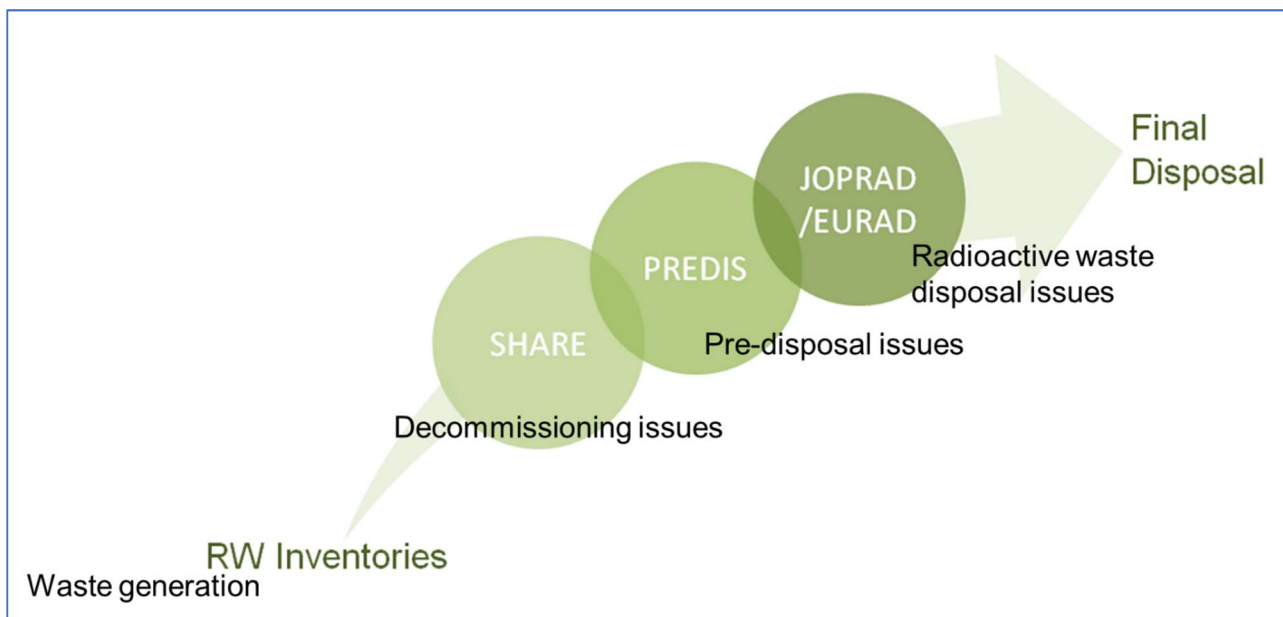 Final
Disposal
JOPRAD
/EURAD
Radioactive waste
disposal issues
PREDIS
Pre-disposal issues
SHARE
Decommissioning issues
RW Inventories
Waste generation